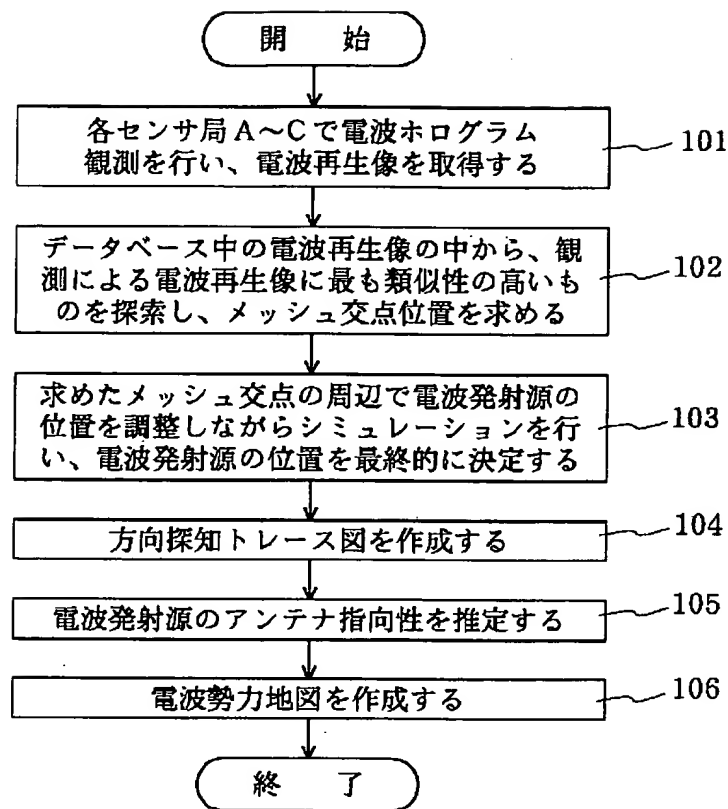 開 始
各センサ局A～Cで電波ホログラム
観測を行い、電波再生像を取得する
101
データベース中の電波再生像の中から、観
測による電波再生像に最も類似性の高いも
のを探索し、メッシュ交点位置を求める
102
求めたメッシュ交点の周辺で電波発射源の
位置を調整しながらシミュレーションを行
い、電波発射源の位置を最終的に決定する
103
方向探知トレース図を作成する
104
電波発射源のアンテナ指向性を推定する
105
電波勢力地図を作成する
106
終 了